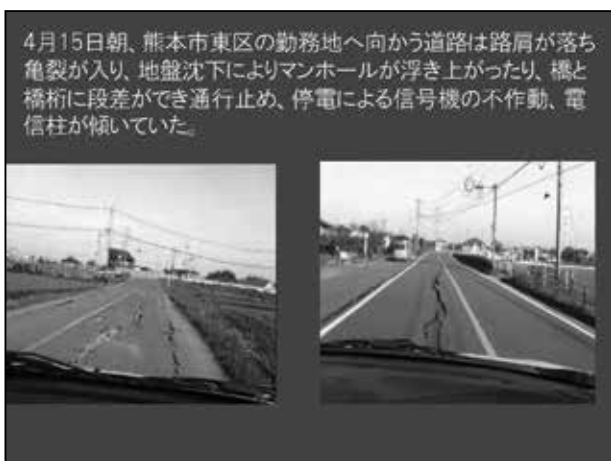 4月15日朝、熊本市東区の勤務地へ向かう道路は路肩が落ち
亀裂が入り、地盤沈下によりマンホールが浮き上がったり、橋と
橋桁に段差ができ通行止め、停電による信号機の不作動、電
信柱が傾いていた。